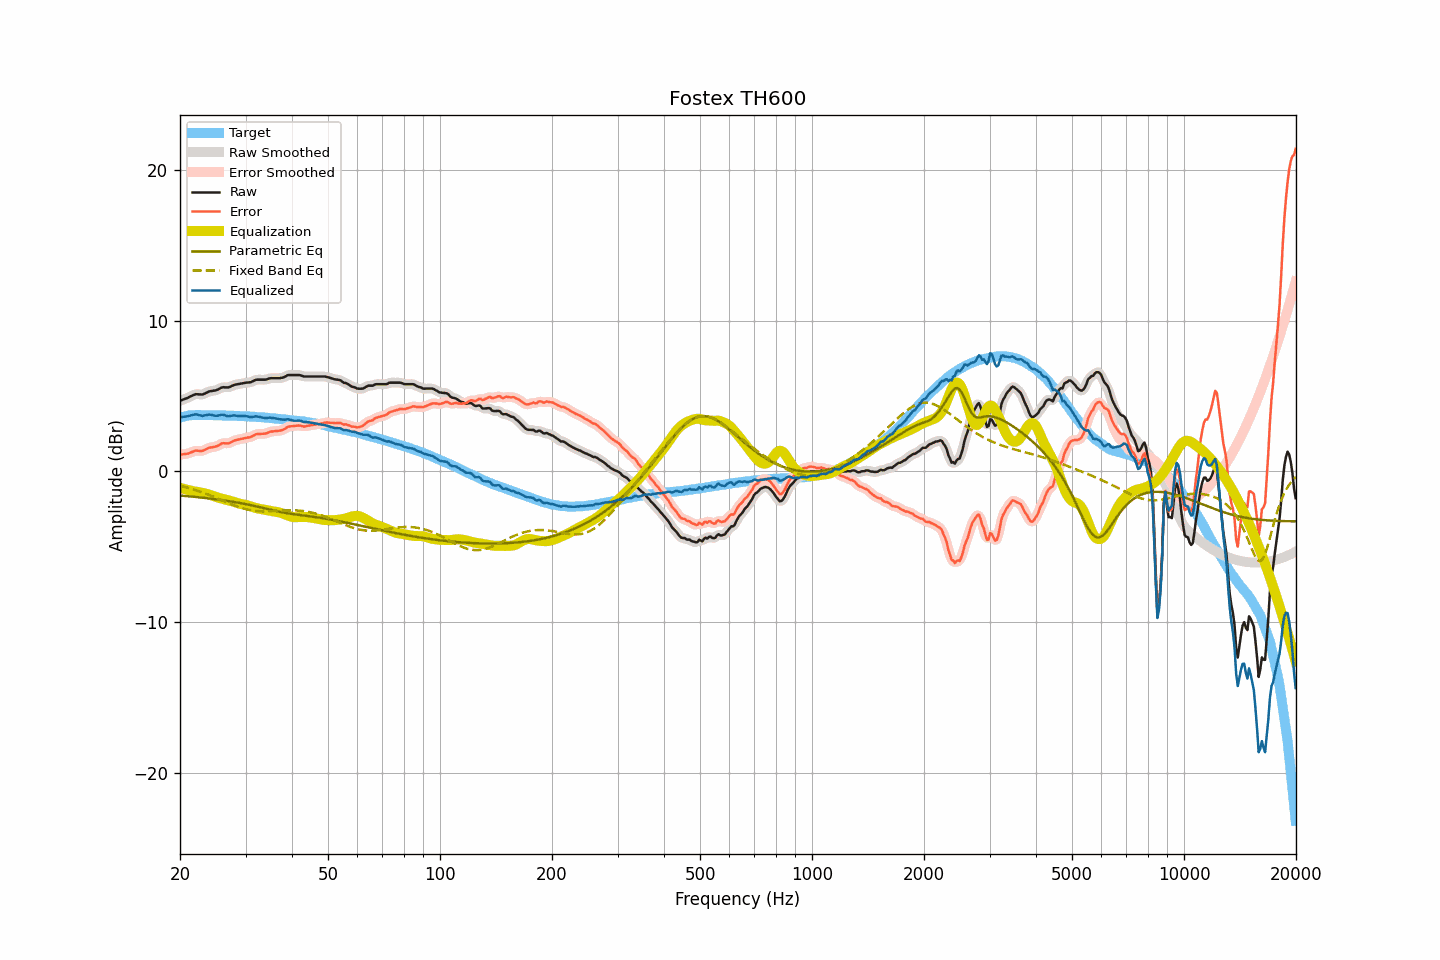 Fostex TH600
Target
Raw Smoothed
Error Smoothed
Raw
Error
Equalization
Parametric Eq
Fixed Band Eq
Equalized
20
10
0
−10
−20
Amplitude (dBr)
20 50 100 200 500 1000 2000 5000 10000 20000
Frequency (Hz)